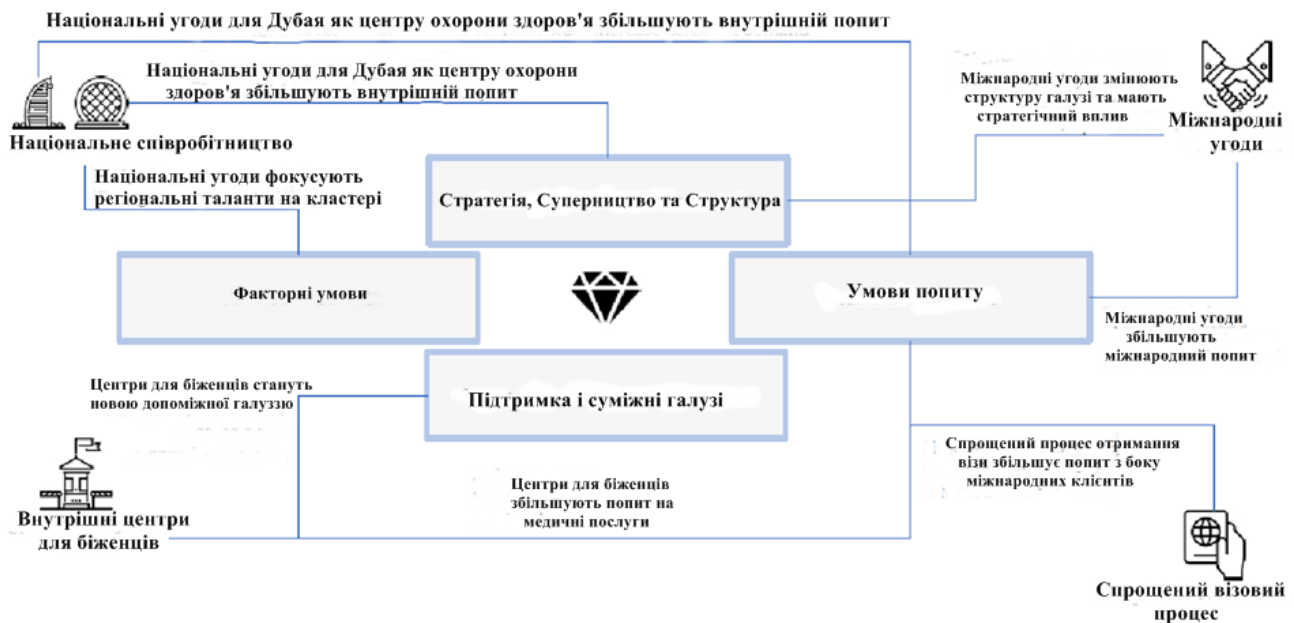 Національні угоди для Дубая як центру охорони здоров'я збільшують внутрішній попит
Національні угоди для Дубая як центру охорони
здоров'я збільшують внутрішній попит
Національне співробітництво
Національні угоди фокусують
регіональні таланти на кластері
Міжнародні угоди змінюють
структуру галузі та мають
стратегічний вплив
Міжнародні
угоди
Стратегія, Суперництво та Структура
Факторні умови
Умови попиту
Міжнародні угоди
збільшують
міжнародний попит
Центри для біженців стануть
новою допоміжної галуззю
Підтримка і суміжні галузі
Спрощений процес отримання
візи збільшує попит з боку
міжнародних клієнтів
Центри для біженців
збільшують попит на
медичні послуги
Внутрішні центри
для біженців
Спрощений візовий
процес